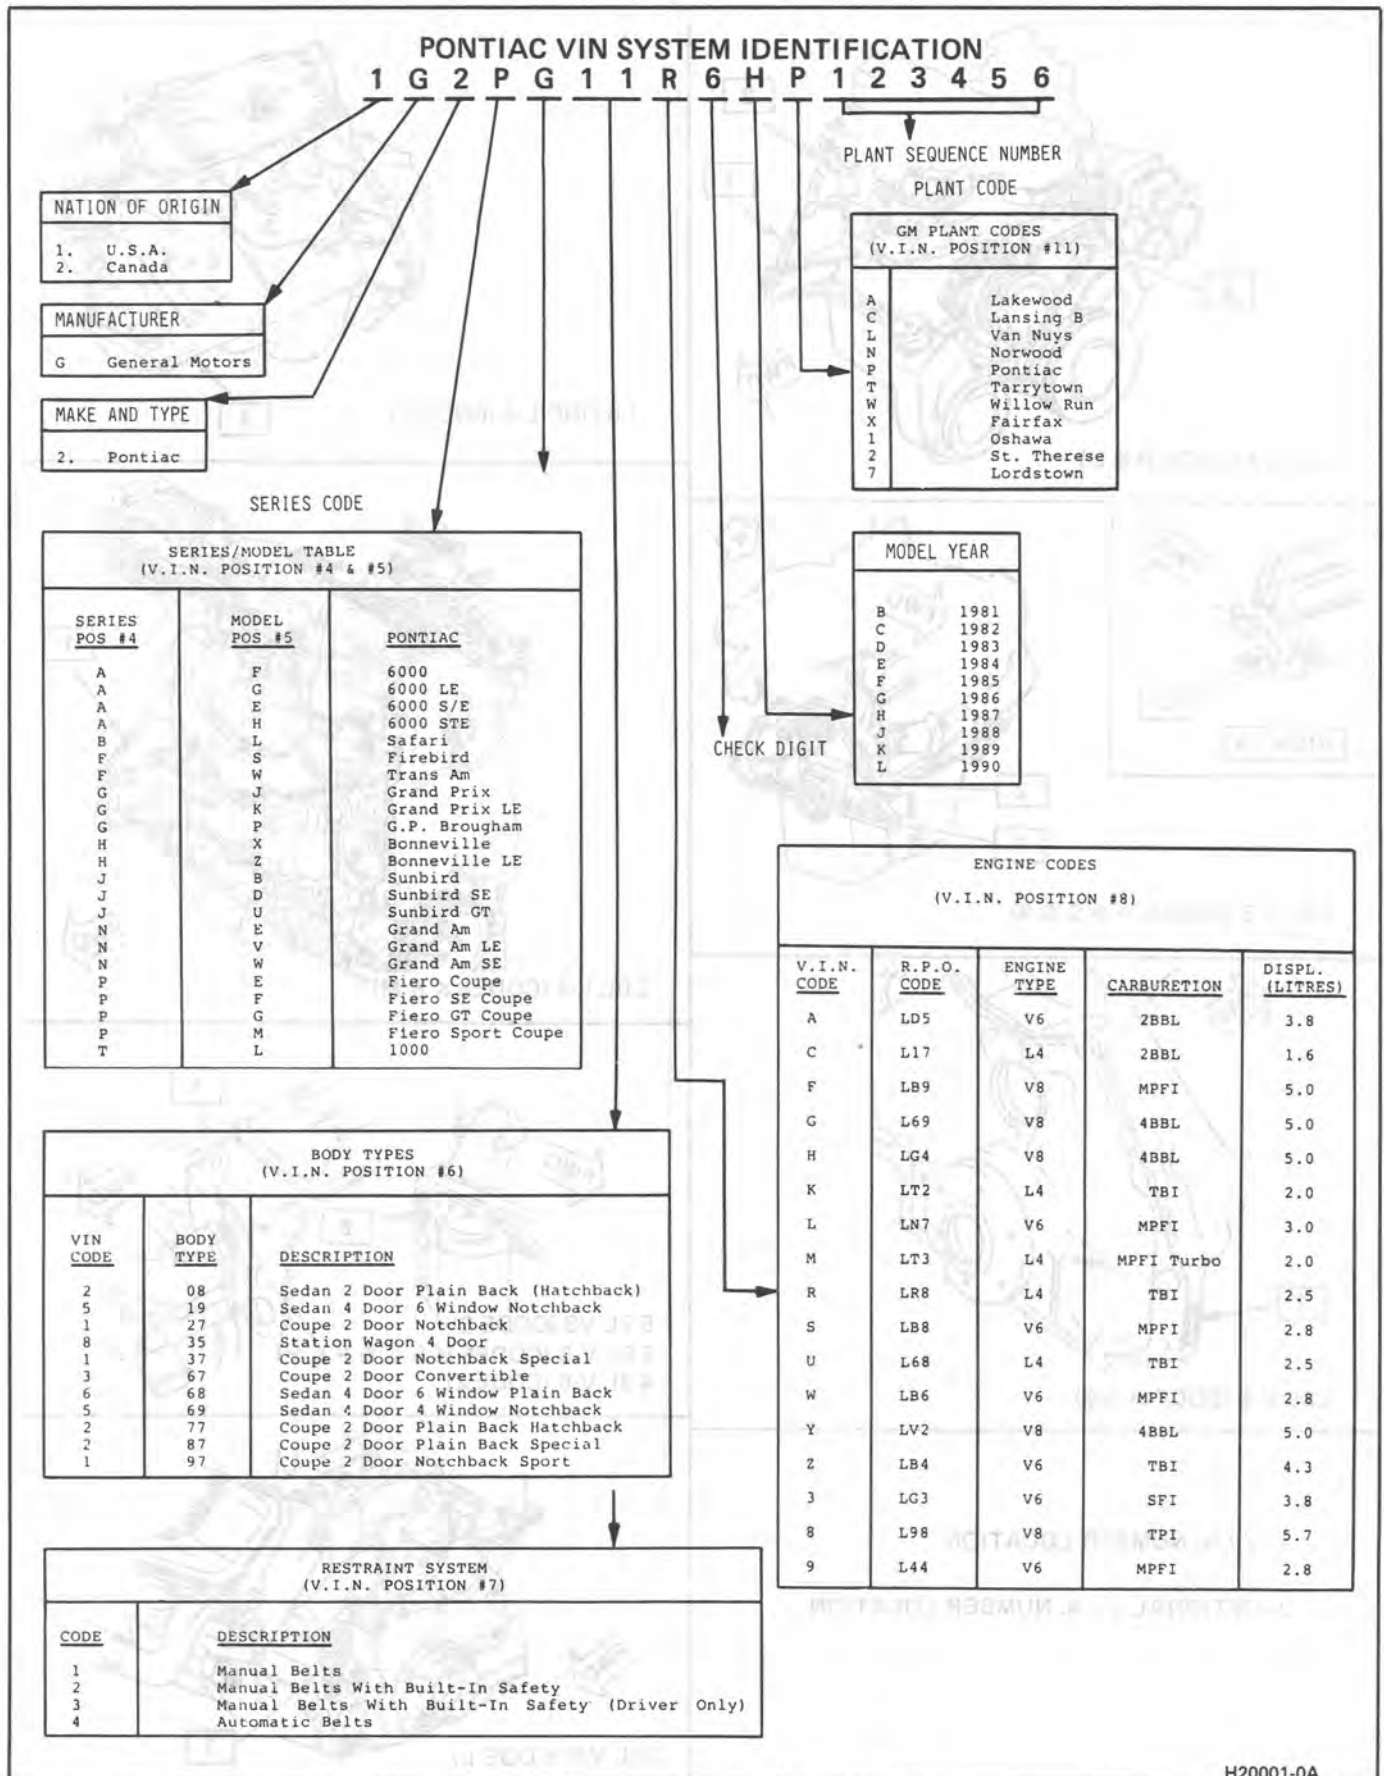 PONTIAC VIN SYSTEM IDENTIFICATION
1 G 2 P G 1 1 R 6 H P 1 2 3 4 5 6
PLANT SEQUENCE NUMBER
NATION OF ORIGIN
1. U.S.A.
2. Canada
MANUFACTURER
G General Motors
MAKE AND TYPE
2. Pontiac
PLANT CODE
GM PLANT CODES
(V.I.N. POSITION #11)
A Lakewood
C Lansing B
L Van Nuys
N Norwood
P Pontiac
T Tarrytown
W Willow Run
X Fairfax
1 Oshawa
2 St. Therese
7 Lordstown
SERIES CODE
SERIES/MODEL TABLE
(V.I.N. POSITION #4 & #5)
SERIES MODEL
POS #4 POS #5 PONTIAC
A F 6000
A G 6000 LE
A E 6000 S/E
A H 6000 STE
B L Safari
F S Firebird
F W Trans Am
G J Grand Prix
G K Grand Prix LE
G P G.P. Brougham
H X Bonneville
H Z Bonneville LE
J B Sunbird
J D Sunbird SE
J U Sunbird GT
N E Grand Am
N V Grand Am LE
N W Grand Am SE
P E Fiero Coupe
P F Fiero SE Coupe
P G Fiero GT Coupe
P M Fiero Sport Coupe
T L 1000
CHECK DIGIT
MODEL YEAR
B 1981
C 1982
D 1983
E 1984
F 1985
G 1986
H 1987
J 1988
K 1989
L 1990
ENGINE CODES
(V.I.N. POSITION #8)
V.I.N. R.P.O. ENGINE DISPL.
CODE CODE TYPE CARBURETION (LITRES)
A LD5 V6 2BBL 3.8
C L17 L4 2BBL 1.6
F LB9 V8 MPFI 5.0
G L69 V8 4BBL 5.0
H LG4 V8 4BBL 5.0
K LT2 L4 TBI 2.0
L LN7 V6 MPFI 3.0
M LT3 L4 MPFI Turbo 2.0
R LR8 L4 TBI 2.5
S LB8 V6 MPFI 2.8
U L68 L4 TBI 2.5
W LB6 V6 MPFI 2.8
Y LV2 V8 4BBL 5.0
Z LB4 V6 TBI 4.3
3 LG3 V6 SFI 3.8
8 L98 V8 TPI 5.7
9 L44 V6 MPFI 2.8
BODY TYPES
(V.I.N. POSITION #6)
VIN BODY
CODE TYPE DESCRIPTION
2 08 Sedan 2 Door Plain Back (Hatchback)
5 19 Sedan 4 Door 6 Window Notchback
1 27 Coupe 2 Door Notchback
8 35 Station Wagon 4 Door
1 37 Coupe 2 Door Notchback Special
3 67 Coupe 2 Door Convertible
6 68 Sedan 4 Door 6 Window Plain Back
5 69 Sedan 4 Door 4 Window Notchback
2 77 Coupe 2 Door Plain Back Hatchback
2 87 Coupe 2 Door Plain Back Special
1 97 Coupe 2 Door Notchback Sport
RESTRAINT SYSTEM
(V.I.N. POSITION #7)
CODE DESCRIPTION
1 Manual Belts
2 Manual Belts With Built-In Safety
3 Manual Belts With Built-In Safety (Driver Only)
4 Automatic Belts
H20001-0A